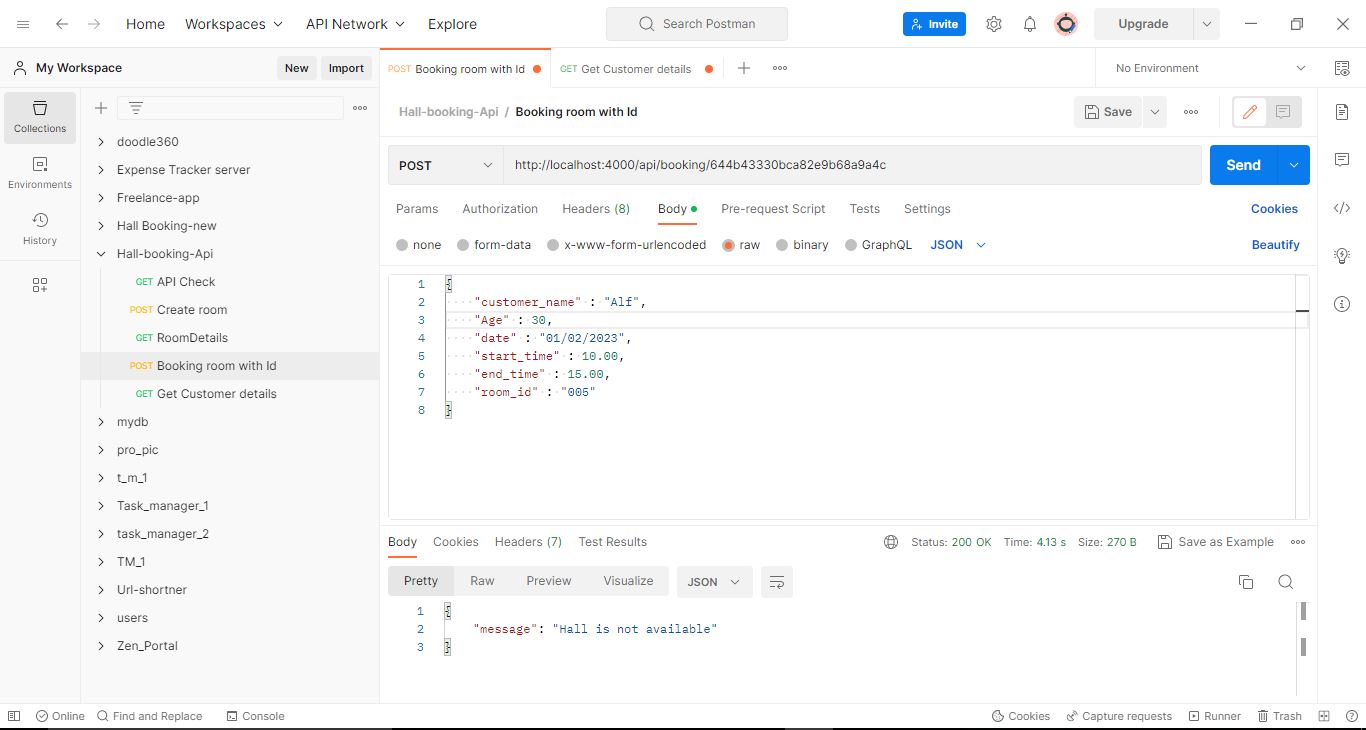 Home Workspaces API Network Explore Search Postman Invite Upgrade
My Workspace New Import POST Booking room with Id GET Get Customer details No Environment
Collections
Environments
History
doodle360
Expense Tracker server
Freelance-app
Hall Booking-new
Hall-booking-Api
GET API Check
POST Create room
GET RoomDetails
POST Booking room with Id
GET Get Customer details
mydb
pro_pic
t_m_1
Task_manager_1
task_manager_2
TM_1
Url-shortner
users
Zen_Portal
Hall-booking-Api / Booking room with Id Save
POST http://localhost:4000/api/booking/644b43330bca82e9b68a9a4c Send
Params Authorization Headers (8) Body Pre-request Script Tests Settings Cookies
none form-data x-www-form-urlencoded raw binary GraphQL JSON Beautify
1 {
2 "customer_name" : "Alf",
3 "Age" : 30,
4 "date" : "01/02/2023",
5 "start_time" : 10.00,
6 "end_time" : 15.00,
7 "room_id" : "005"
8 }
Body Cookies Headers (7) Test Results Status: 200 OK Time: 4.13 s Size: 270 B Save as Example
Pretty Raw Preview Visualize JSON
1 {
2 "message": "Hall is not available"
3 }
Online Find and Replace Console Cookies Capture requests Runner Trash